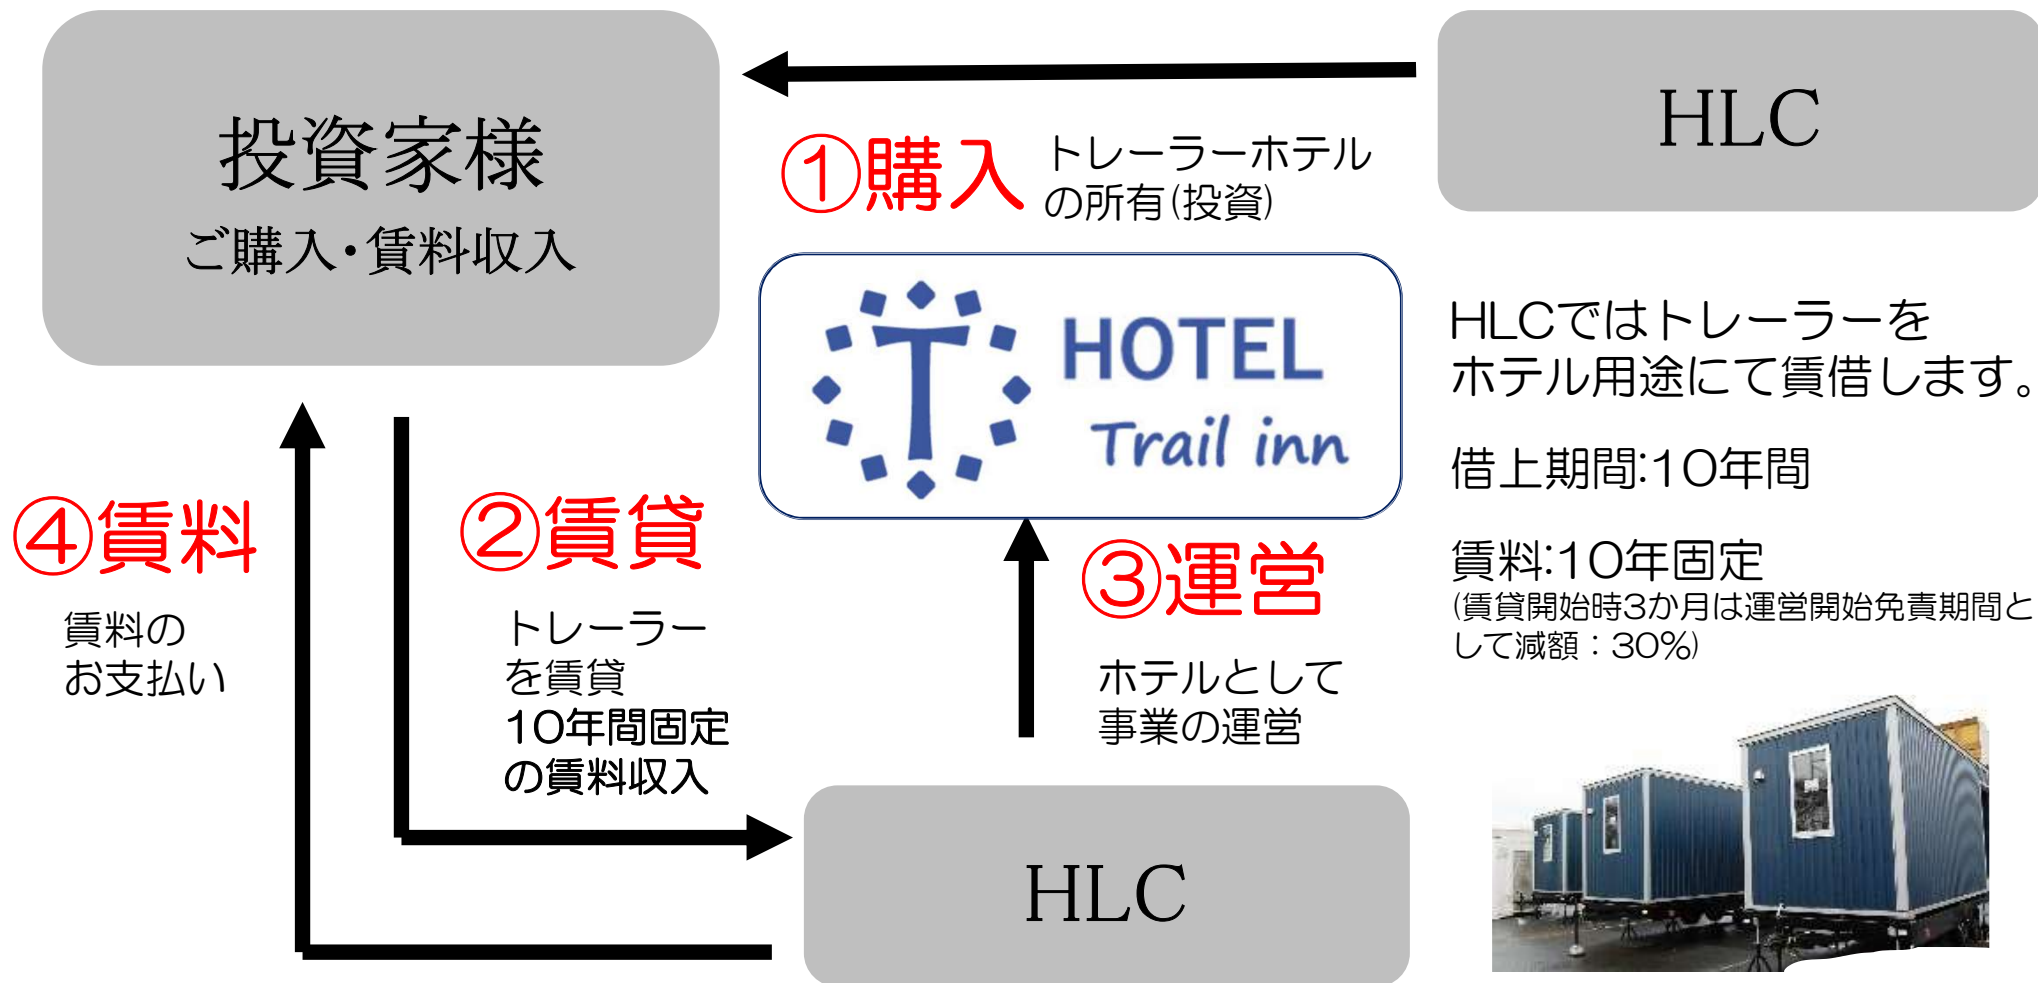 投資家様
ご購入・賃料収入
①購入
トレーラーホテル
の所有(投資)
HLC
HOTEL
Trail inn
HLCではトレーラーを
ホテル用途にて賃借します。
借上期間:10年間
賃料:10年固定
(賃貸開始時3か月は運営開始免責期間と
して減額：30%)
④賃料
賃料の
お支払い
②賃貸
トレーラー
を賃貸
10年間固定
の賃料収入
③運営
ホテルとして
事業の運営
HLC